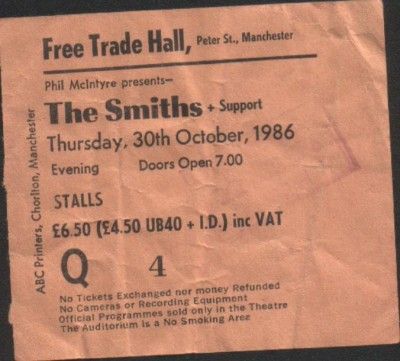 Free Trade Hall, Peter St., Manchester
Phil McIntyre presents—
The Smiths + Support
Thursday, 30th October, 1986
Evening Doors Open 7.00
STALLS
£6.50 (£4.50 UB40 + I.D.) inc VAT
Q 4
No Tickets Exchanged nor money Refunded
No Cameras or Recording Equipment
Official Programmes sold only in the Theatre
The Auditorium is a No Smoking Area
ABC Printers, Chorlton, Manchester